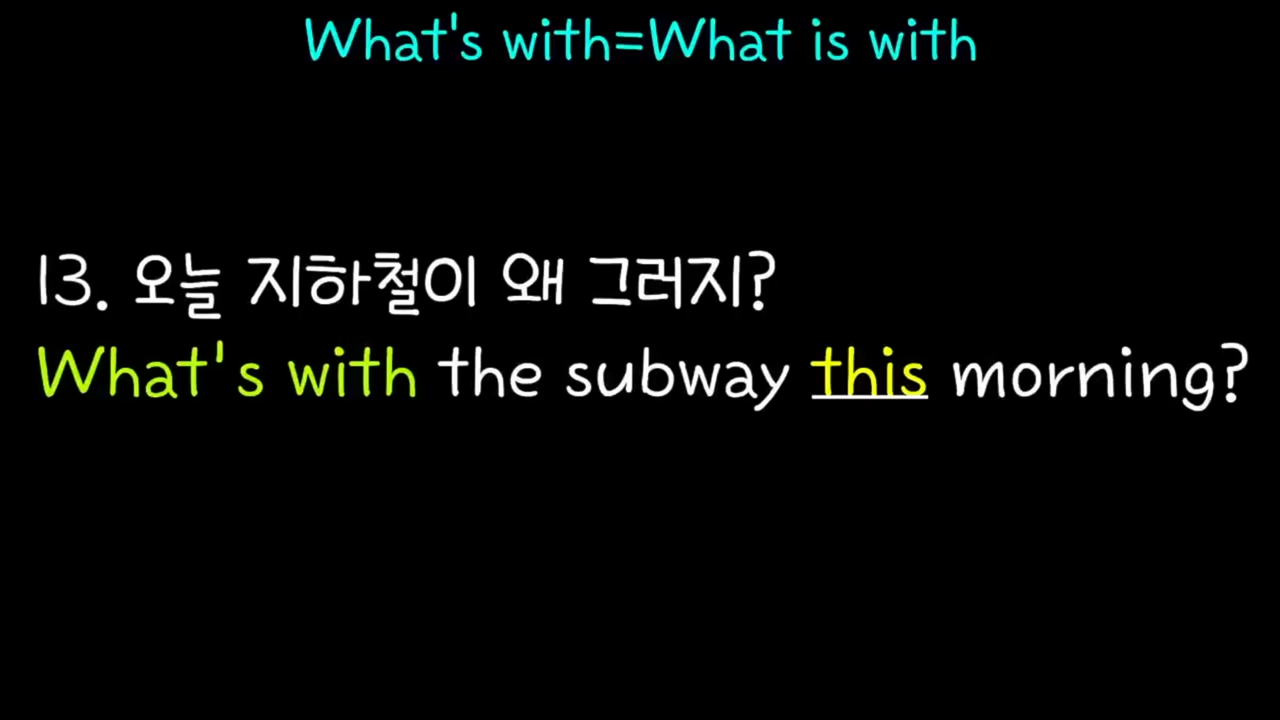 What's with=What is with
13. 오늘 지하철이 왜 그러지?
What's with the subway this morning?